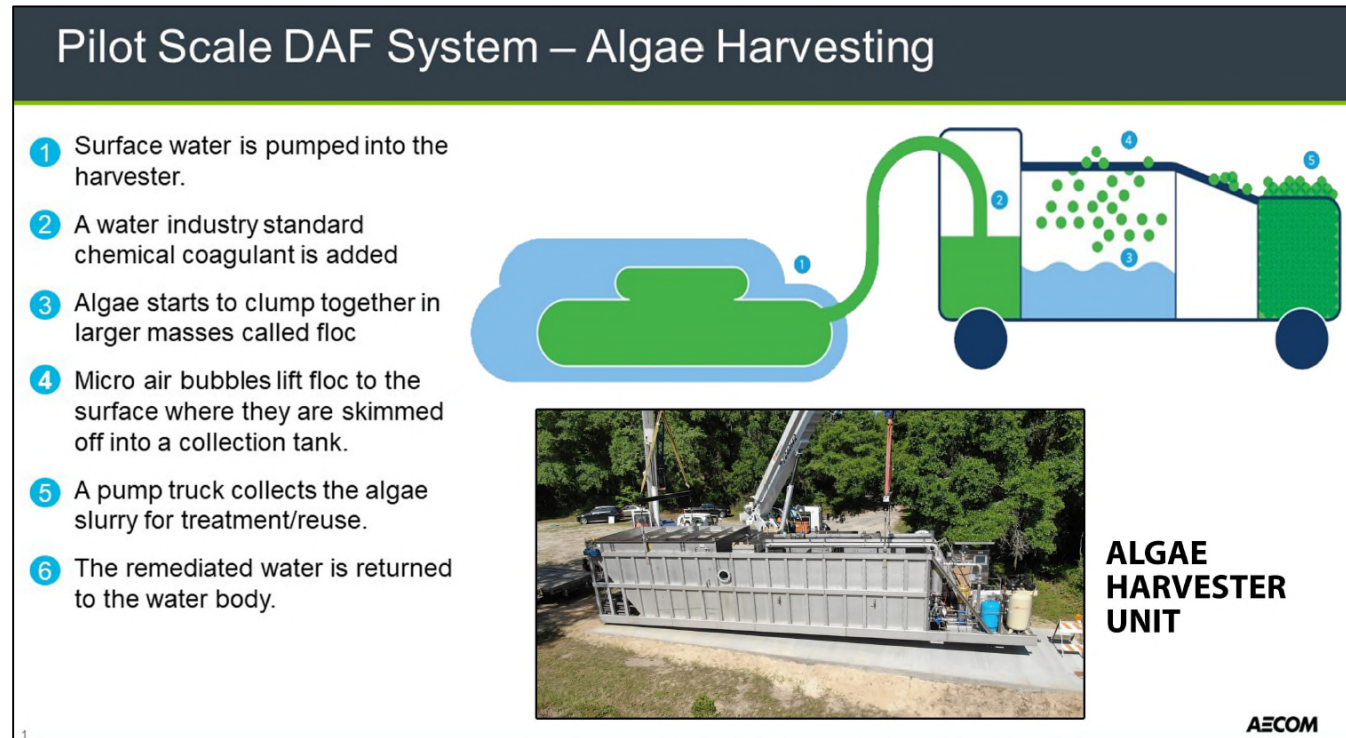 Pilot Scale DAF System – Algae Harvesting
1 Surface water is pumped into the
harvester.
2 A water industry standard
chemical coagulant is added
3 Algae starts to clump together in
larger masses called floc
4 Micro air bubbles lift floc to the
surface where they are skimmed
off into a collection tank.
5 A pump truck collects the algae
slurry for treatment/reuse.
6 The remediated water is returned
to the water body.
1
2
3
4
5
ALGAE
HARVESTER
UNIT
1
AECOM